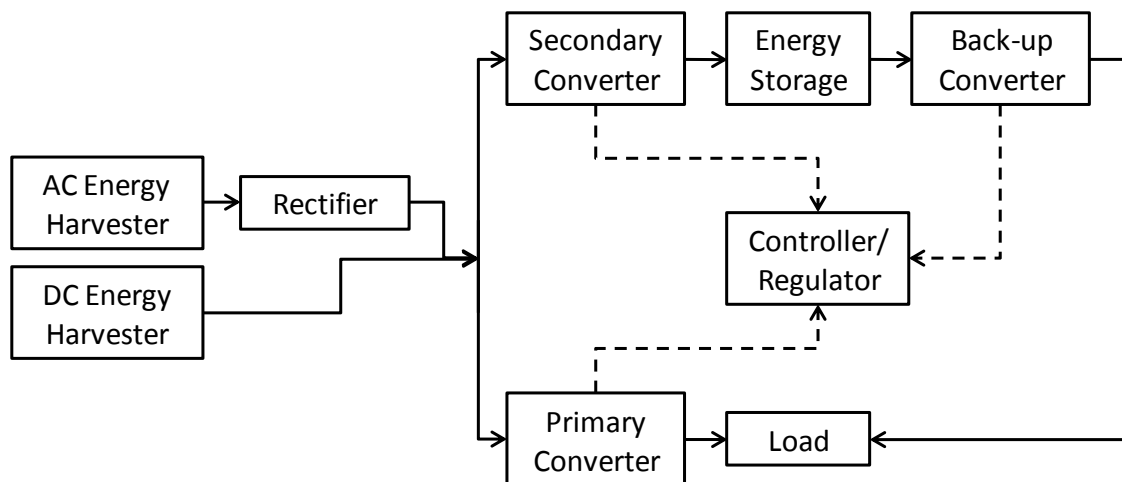 Secondary
Converter
Energy
Storage
Back-up
Converter
AC Energy
Harvester
Rectifier
Controller/
Regulator
DC Energy
Harvester
Primary
Converter
Load